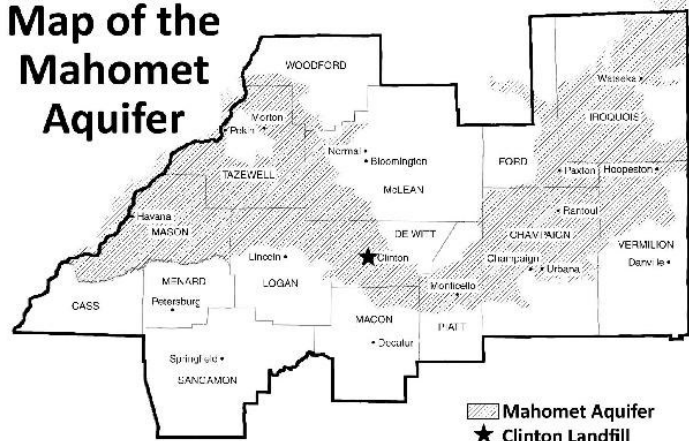 Map of the
Mahomet
Aquifer
WOODFORD
Watseka
Morton
Pekin
IROQUOIS
Normal
Bloomington
FORD
Paxton
Hoopeston
TAZEWELL
McLEAN
Rantoul
Havana
MASON
DE WITT
CHAMPAIGN
VERMILION
Lincoln
Clinton
Champaign
Urbana
Danville
MENARD
LOGAN
Monticello
CASS
Petersburg
MACON
PIATT
Decatur
Springfield
SANGAMON
Mahomet Aquifer
Clinton Landfill